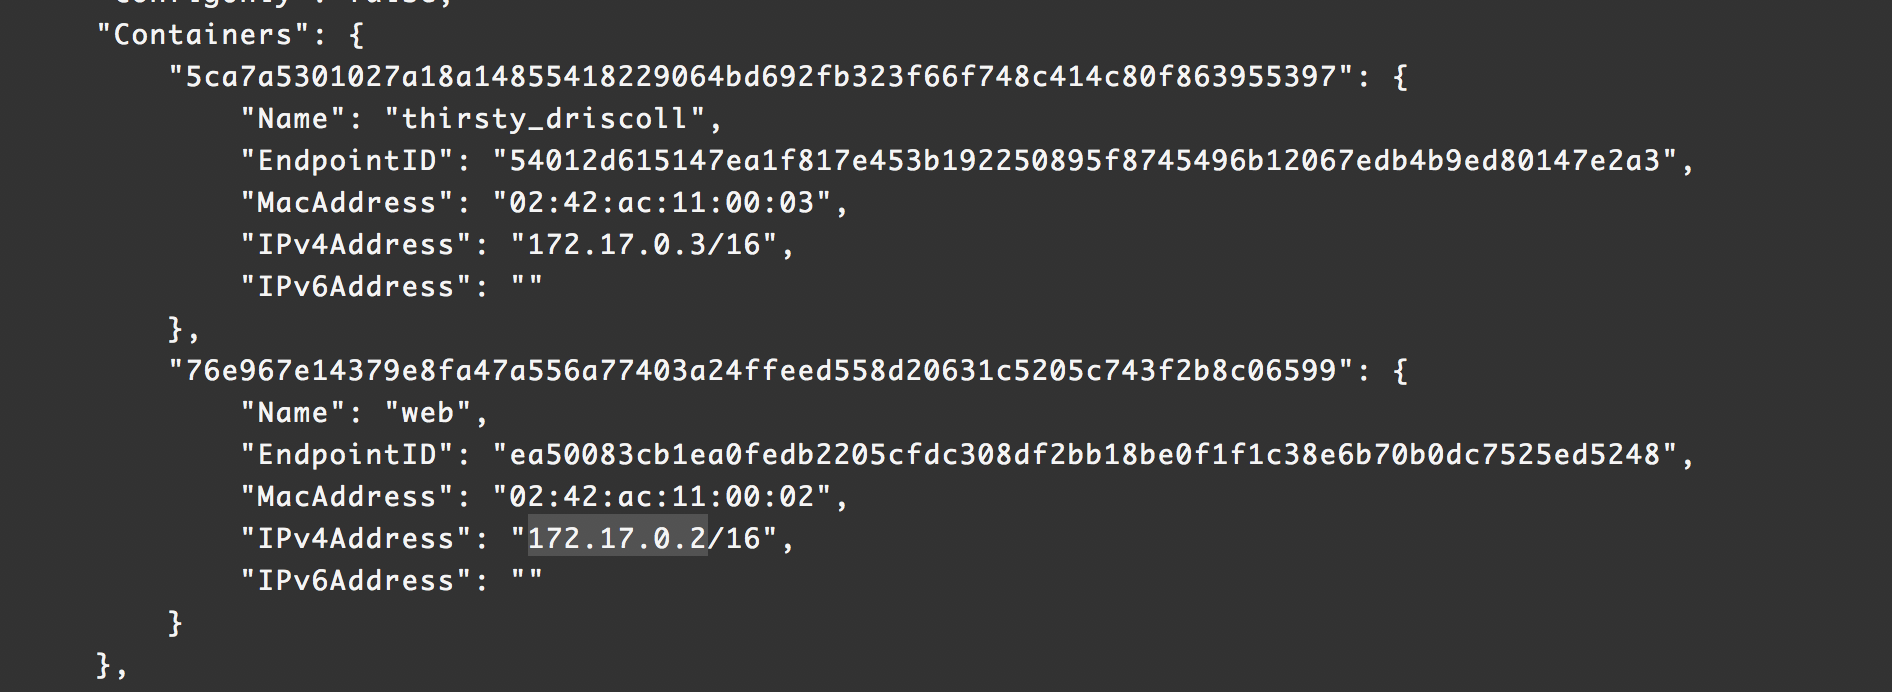 "ConfigOnly": false,
"Containers": {
"5ca7a5301027a18a14855418229064bd692fb323f66f748c414c80f863955397": {
"Name": "thirsty_driscoll",
"EndpointID": "54012d615147ea1f817e453b192250895f8745496b12067edb4b9ed80147e2a3",
"MacAddress": "02:42:ac:11:00:03",
"IPv4Address": "172.17.0.3/16",
"IPv6Address": ""
},
"76e967e14379e8fa47a556a77403a24ffeed558d20631c5205c743f2b8c06599": {
"Name": "web",
"EndpointID": "ea50083cb1ea0fedb2205cfdc308df2bb18be0f1f1c38e6b70b0dc7525ed5248",
"MacAddress": "02:42:ac:11:00:02",
"IPv4Address": "172.17.0.2/16",
"IPv6Address": ""
}
},